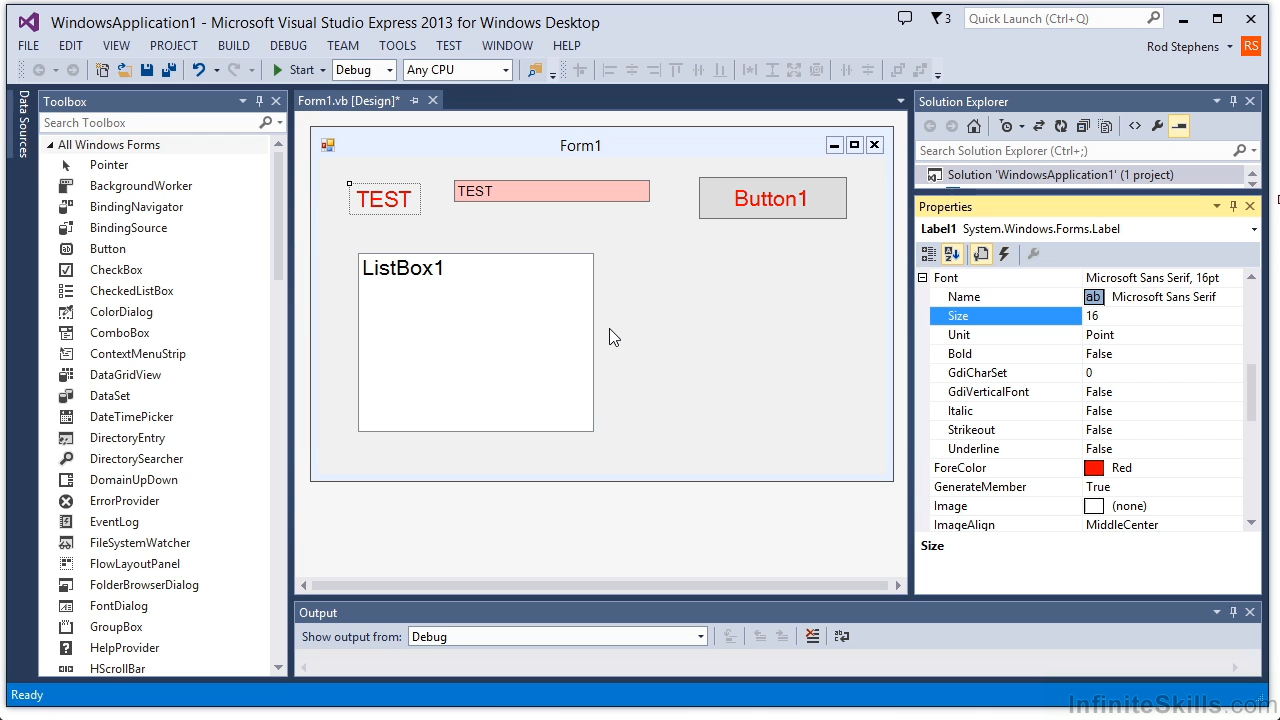 WindowsApplication1 - Microsoft Visual Studio Express 2013 for Windows Desktop
3
Quick Launch (Ctrl+Q)
FILE EDIT VIEW PROJECT BUILD DEBUG TEAM TOOLS TEST WINDOW HELP
Rod Stephens
RS
Start
Debug
Any CPU
Data Sources
Toolbox
Search Toolbox
All Windows Forms
Pointer
BackgroundWorker
BindingNavigator
BindingSource
Button
CheckBox
CheckedListBox
ColorDialog
ComboBox
ContextMenuStrip
DataGridView
DataSet
DateTimePicker
DirectoryEntry
DirectorySearcher
DomainUpDown
ErrorProvider
EventLog
FileSystemWatcher
FlowLayoutPanel
FolderBrowserDialog
FontDialog
GroupBox
HelpProvider
HScrollBar
Form1.vb [Design]*
Form1
TEST
TEST
Button1
ListBox1
Output
Show output from:
Debug
Solution Explorer
Search Solution Explorer (Ctrl+;)
Solution 'WindowsApplication1' (1 project)
Properties
Label1 System.Windows.Forms.Label
Font Microsoft Sans Serif, 16pt
Name ab Microsoft Sans Serif
Size 16
Unit Point
Bold False
GdiCharSet 0
GdiVerticalFont False
Italic False
Strikeout False
Underline False
ForeColor Red
GenerateMember True
Image (none)
ImageAlign MiddleCenter
Size
Ready
InfiniteSkills.com